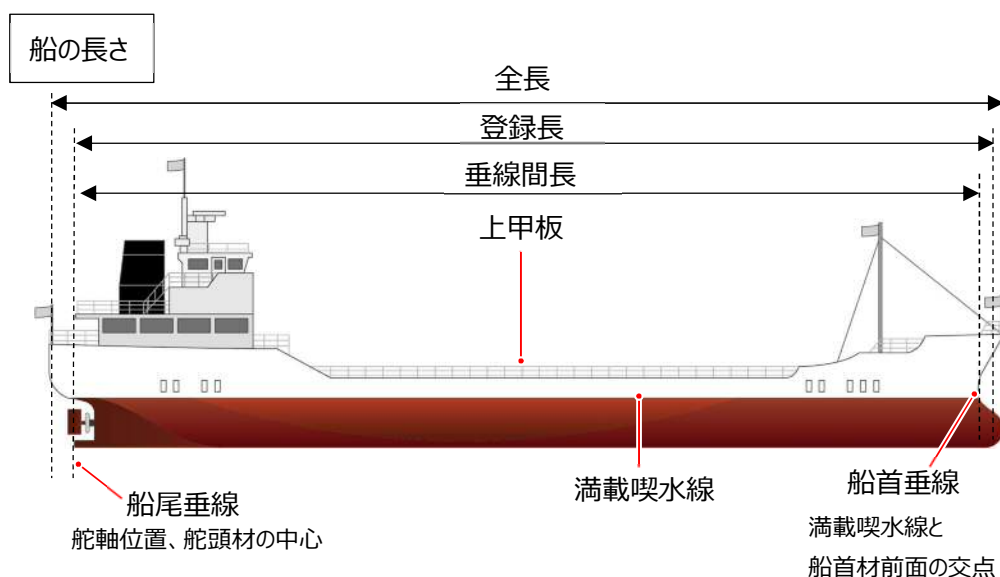 船の長さ
全長
登録長
垂線間長
上甲板
満載喫水線
船尾垂線
舵軸位置、舵頭材の中心
船首垂線
満載喫水線と
船首材前面の交点